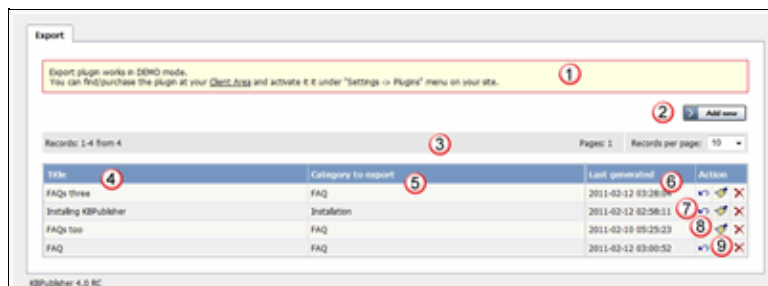 Export
Export plugin works in DEMO mode.
You can find/purchase the plugin at your Client Area and activate it it under "Settings -> Plugins" menu on your site.
1
2 Add new
Records: 1-4 from 4 3 Pages: 1 Records per page: 10
Title 4 Category to export 5 Last generated 6 Action
FAQs three FAQ 2011-02-12 03:28:04
Instaling KBPublisher Installation 2011-02-12 02:58:11 7
FAQs too FAQ 2011-02-10 05:25:23 8
FAQ FAQ 2011-02-12 03:00:52 9
KBPublisher 4.0 RC